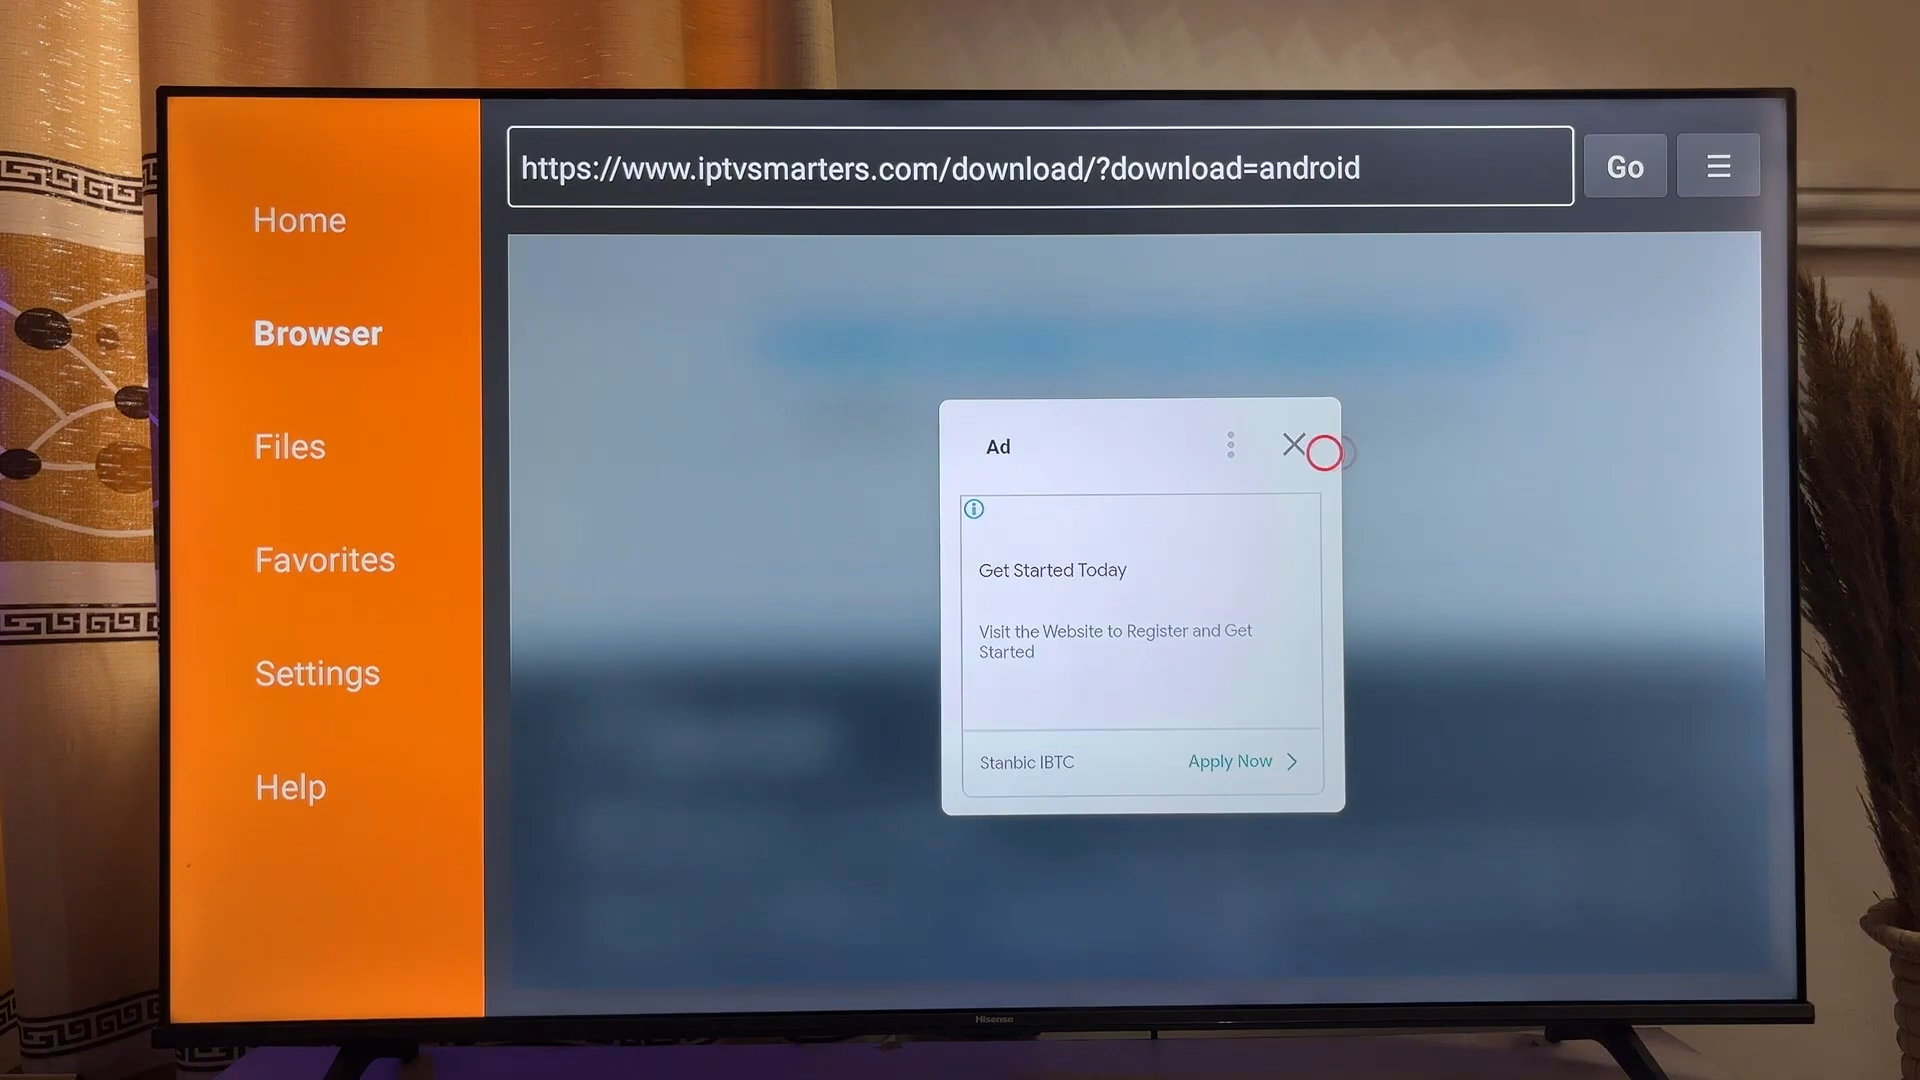 https://www.iptvsmarters.com/download/?download=android
Go
Home
Browser
Files
Favorites
Settings
Help
Ad
Get Started Today
Visit the Website to Register and Get
Started
Stanbic IBTC
Apply Now
Hisense